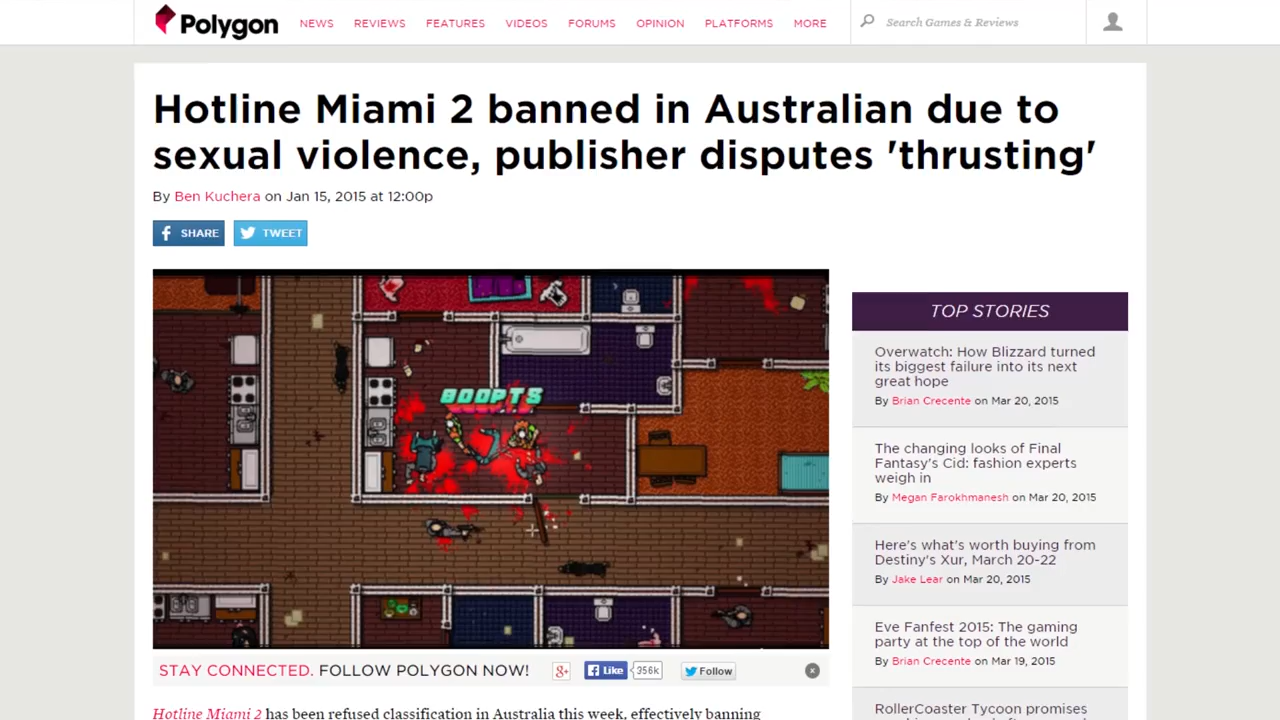 Polygon
NEWS
REVIEWS
FEATURES
VIDEOS
FORUMS
OPINION
PLATFORMS
MORE
Search Games & Reviews
Hotline Miami 2 banned in Australian due to
sexual violence, publisher disputes 'thrusting'
By Ben Kuchera on Jan 15, 2015 at 12:00p
SHARE
TWEET
800PTS
STAY CONNECTED. FOLLOW POLYGON NOW!
g+
Like
356k
Follow
Hotline Miami 2 has been refused classification in Australia this week, effectively banning
TOP STORIES
Overwatch: How Blizzard turned
its biggest failure into its next
great hope
By Brian Crecente on Mar 20, 2015
The changing looks of Final
Fantasy's Cid: fashion experts
weigh in
By Megan Farokhmanesh on Mar 20, 2015
Here's what's worth buying from
Destiny's Xur, March 20-22
By Jake Lear on Mar 20, 2015
Eve Fanfest 2015: The gaming
party at the top of the world
By Brian Crecente on Mar 19, 2015
RollerCoaster Tycoon promises